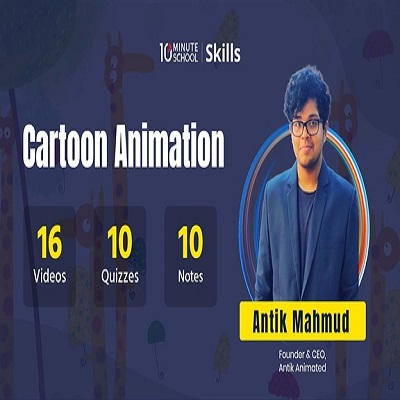 10 MINUTE SCHOOL | Skills
Cartoon Animation
16 Videos
10 Quizzes
10 Notes
Antik Mahmud
Founder & CEO,
Antik Animated